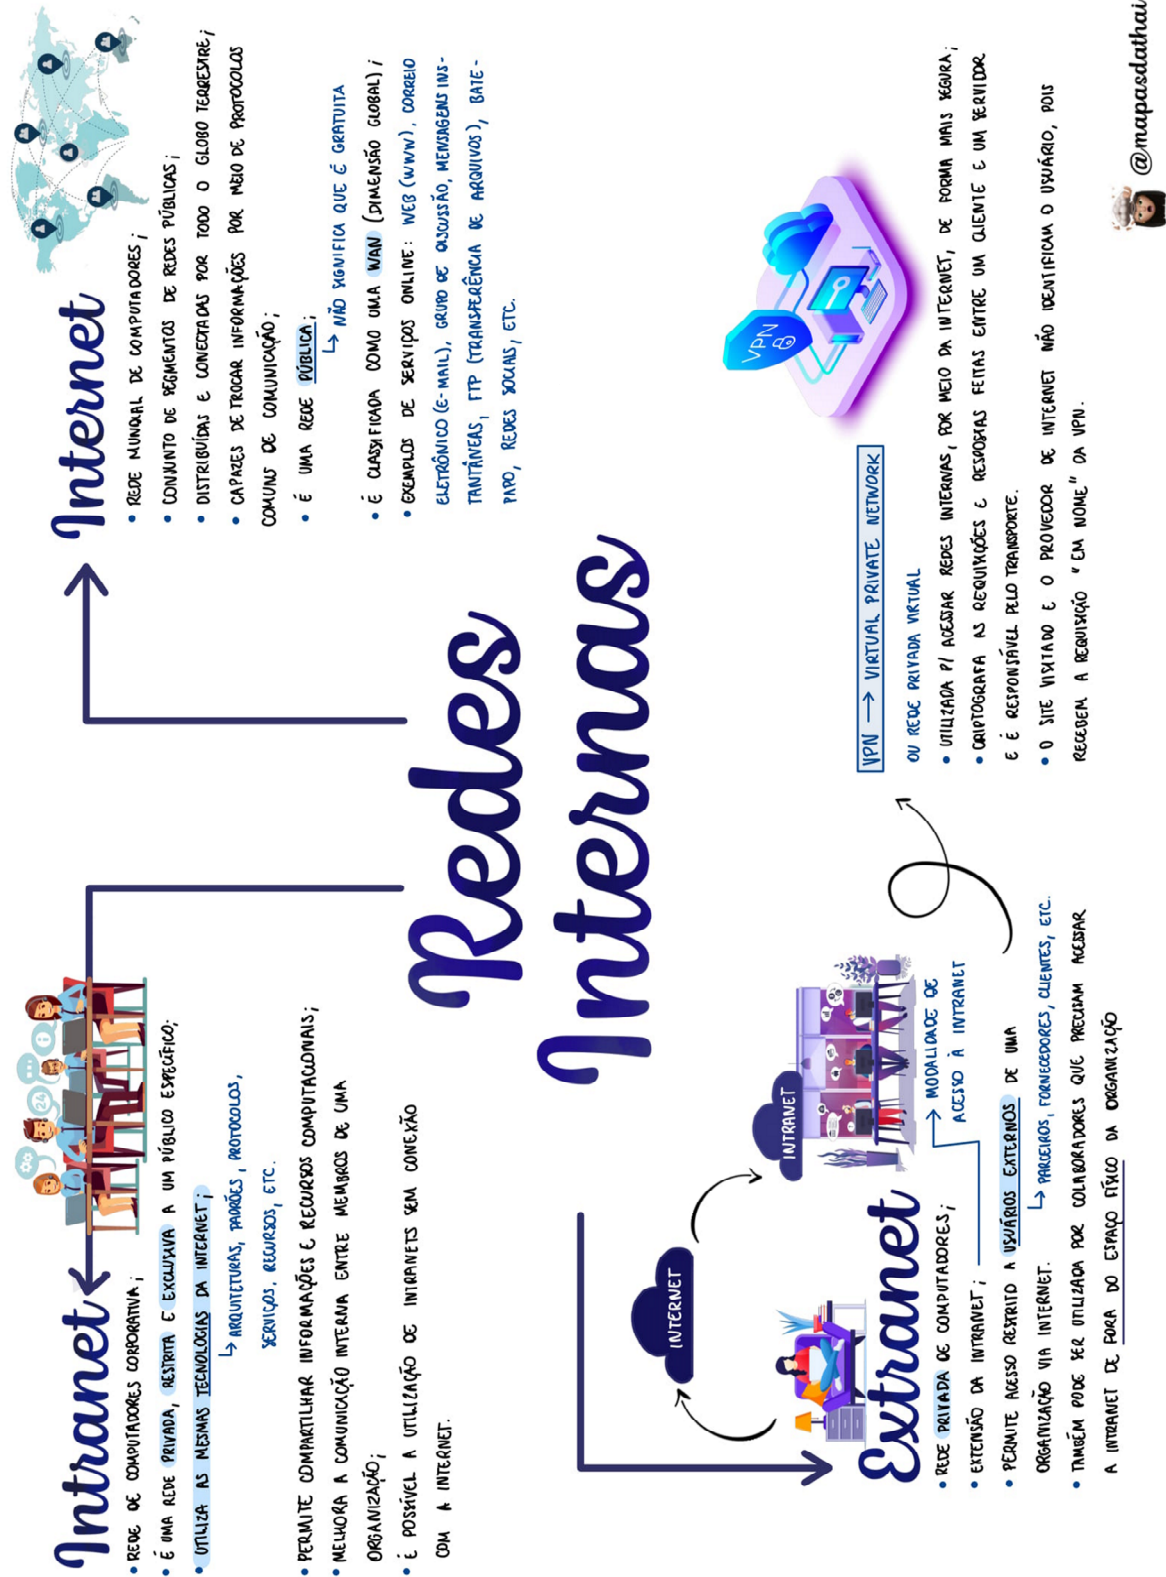 Redes
Internas
Intranet
• REDE DE COMPUTADORES CORPORATIVA;
• É UMA REDE PRIVADA, RESTRITA E EXCLUSIVA A UM PÚBLICO ESPECÍFICO;
• UTILIZA AS MESMAS TECNOLOGIAS DA INTERNET;
↳ ARQUITETURAS, PADRÕES, PROTOCOLOS,
SERVIÇOS, RECURSOS, ETC.
• PERMITE COMPARTILHAR INFORMAÇÕES E RECURSOS COMPUTACIONAIS;
• MELHORA A COMUNICAÇÃO INTERNA ENTRE MEMBROS DE UMA
ORGANIZAÇÃO;
• É POSSÍVEL A UTILIZAÇÃO DE INTRANETS SEM CONEXÃO
COM A INTERNET.
24
Internet
• REDE MUNDIAL DE COMPUTADORES;
• CONJUNTO DE SEGMENTOS DE REDES PÚBLICAS;
• DISTRIBUÍDAS E CONECTADAS POR TODO O GLOBO TERRESTRE;
• CAPAZES DE TROCAR INFORMAÇÕES POR MEIO DE PROTOCOLOS
COMUNS DE COMUNICAÇÃO;
• É UMA REDE PÚBLICA;
↳ NÃO SIGNIFICA QUE É GRATUITA
• É CLASSIFICADA COMO UMA WAN (DIMENSÃO GLOBAL);
• EXEMPLOS DE SERVIÇOS ONLINE: WEB (WWW), CORREIO
ELETRÔNICO (E-MAIL), GRUPO DE DISCUSSÃO, MENSAGENS INS-
TANTÂNEAS, FTP (TRANSFERÊNCIA DE ARQUIVOS), BATE-
PAPO, REDES SOCIAIS, ETC.
Extranet
INTERNET
INTRANET
• REDE PRIVADA DE COMPUTADORES;
• EXTENSÃO DA INTRANET;
→ MODALIDADE DE
ACESSO À INTRANET
• PERMITE ACESSO RESTRITO A USUÁRIOS EXTERNOS DE UMA
ORGANIZAÇÃO VIA INTERNET.
↳ PARCEIROS, FORNECEDORES, CLIENTES, ETC.
• TAMBÉM PODE SER UTILIZADA POR COLABORADORES QUE PRECISAM ACESSAR
A INTRANET DE FORA DO ESPAÇO FÍSICO DA ORGANIZAÇÃO
VPN → VIRTUAL PRIVATE NETWORK
VPN
OU REDE PRIVADA VIRTUAL
• UTILIZADA P/ ACESSAR REDES INTERNAS, POR MEIO DA INTERNET, DE FORMA MAIS SEGURA;
• CRIPTOGRAFA AS REQUISIÇÕES E RESPOSTAS FEITAS ENTRE UM CLIENTE E UM SERVIDOR
E É RESPONSÁVEL PELO TRANSPORTE.
• O SITE VISITADO E O PROVEDOR DE INTERNET NÃO IDENTIFICAM O USUÁRIO, POIS
RECEBEM A REQUISIÇÃO "EM NOME" DA VPN.
@mapasdathai